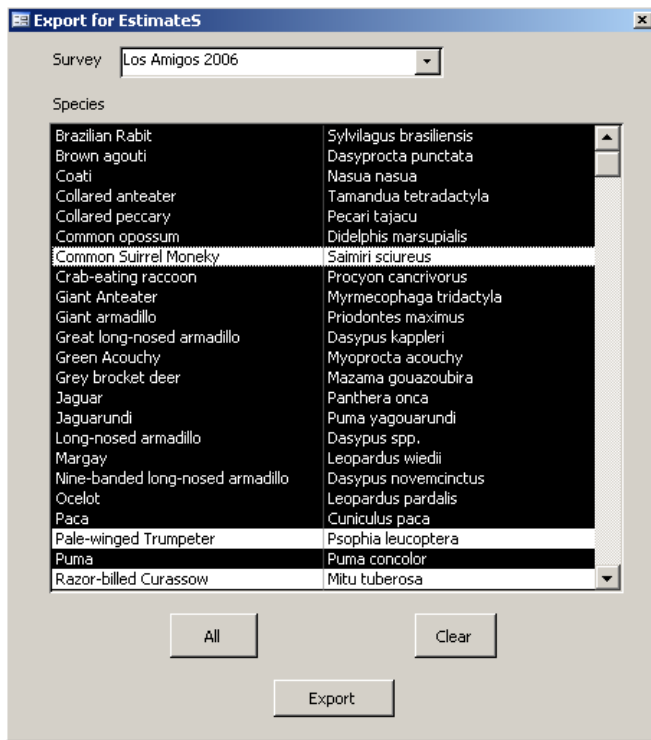 Export for EstimateS
Survey Los Amigos 2006
Species
Brazilian Rabit Sylvilagus brasiliensis
Brown agouti Dasyprocta punctata
Coati Nasua nasua
Collared anteater Tamandua tetradactyla
Collared peccary Pecari tajacu
Common opossum Didelphis marsupialis
Common Suirrel Moneky Saimiri sciureus
Crab-eating raccoon Procyon cancrivorus
Giant Anteater Myrmecophaga tridactyla
Giant armadillo Priodontes maximus
Great long-nosed armadillo Dasypus kappleri
Green Acouchy Myoprocta acouchy
Grey brocket deer Mazama gouazoubira
Jaguar Panthera onca
Jaguarundi Puma yagouarundi
Long-nosed armadillo Dasypus spp.
Margay Leopardus wiedii
Nine-banded long-nosed armadillo Dasypus novemcinctus
Ocelot Leopardus pardalis
Paca Cuniculus paca
Pale-winged Trumpeter Psophia leucoptera
Puma Puma concolor
Razor-billed Curassow Mitu tuberosa
All Clear
Export